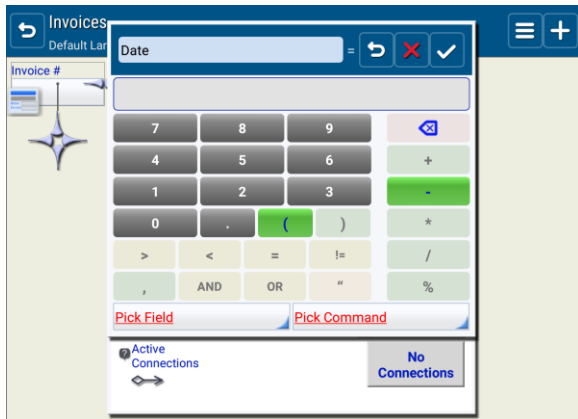 Invoices
Default Lar
Date =
Invoice #
7 8 9
4 5 6 +
1 2 3 -
0 . ( ) *
> < = != /
, AND OR " %
Pick Field Pick Command
Active
Connections
No
Connections